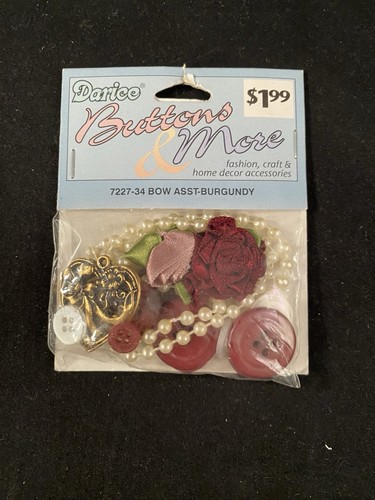 Darice®
$1.99
Buttons
& More
fashion, craft &
home decor accessories
7227-34 BOW ASST-BURGUNDY